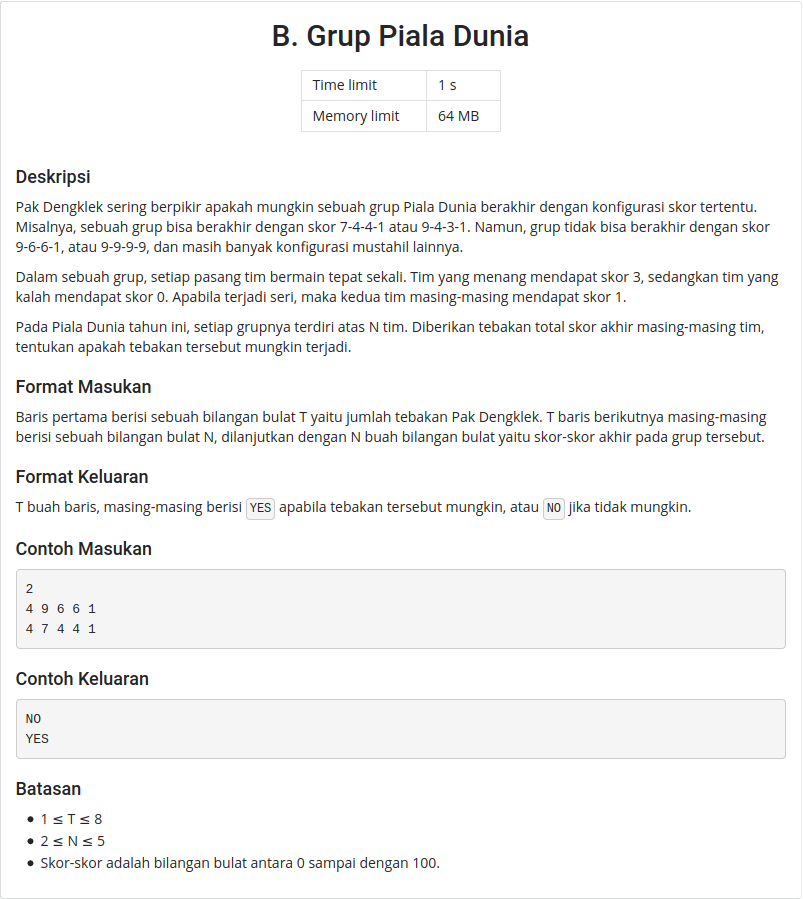 B. Grup Piala Dunia
Time limit 1 s
Memory limit 64 MB
Deskripsi
Pak Dengklek sering berpikir apakah mungkin sebuah grup Piala Dunia berakhir dengan konfigurasi skor tertentu.
Misalnya, sebuah grup bisa berakhir dengan skor 7-4-4-1 atau 9-4-3-1. Namun, grup tidak bisa berakhir dengan skor
9-6-6-1, atau 9-9-9-9, dan masih banyak konfigurasi mustahil lainnya.
Dalam sebuah grup, setiap pasang tim bermain tepat sekali. Tim yang menang mendapat skor 3, sedangkan tim yang
kalah mendapat skor 0. Apabila terjadi seri, maka kedua tim masing-masing mendapat skor 1.
Pada Piala Dunia tahun ini, setiap grupnya terdiri atas N tim. Diberikan tebakan total skor akhir masing-masing tim,
tentukan apakah tebakan tersebut mungkin terjadi.
Format Masukan
Baris pertama berisi sebuah bilangan bulat T yaitu jumlah tebakan Pak Dengklek. T baris berikutnya masing-masing
berisi sebuah bilangan bulat N, dilanjutkan dengan N buah bilangan bulat yaitu skor-skor akhir pada grup tersebut.
Format Keluaran
T buah baris, masing-masing berisi YES apabila tebakan tersebut mungkin, atau NO jika tidak mungkin.
Contoh Masukan
2
4 9 6 6 1
4 7 4 4 1
Contoh Keluaran
NO
YES
Batasan
• 1 ≤ T ≤ 8
• 2 ≤ N ≤ 5
• Skor-skor adalah bilangan bulat antara 0 sampai dengan 100.